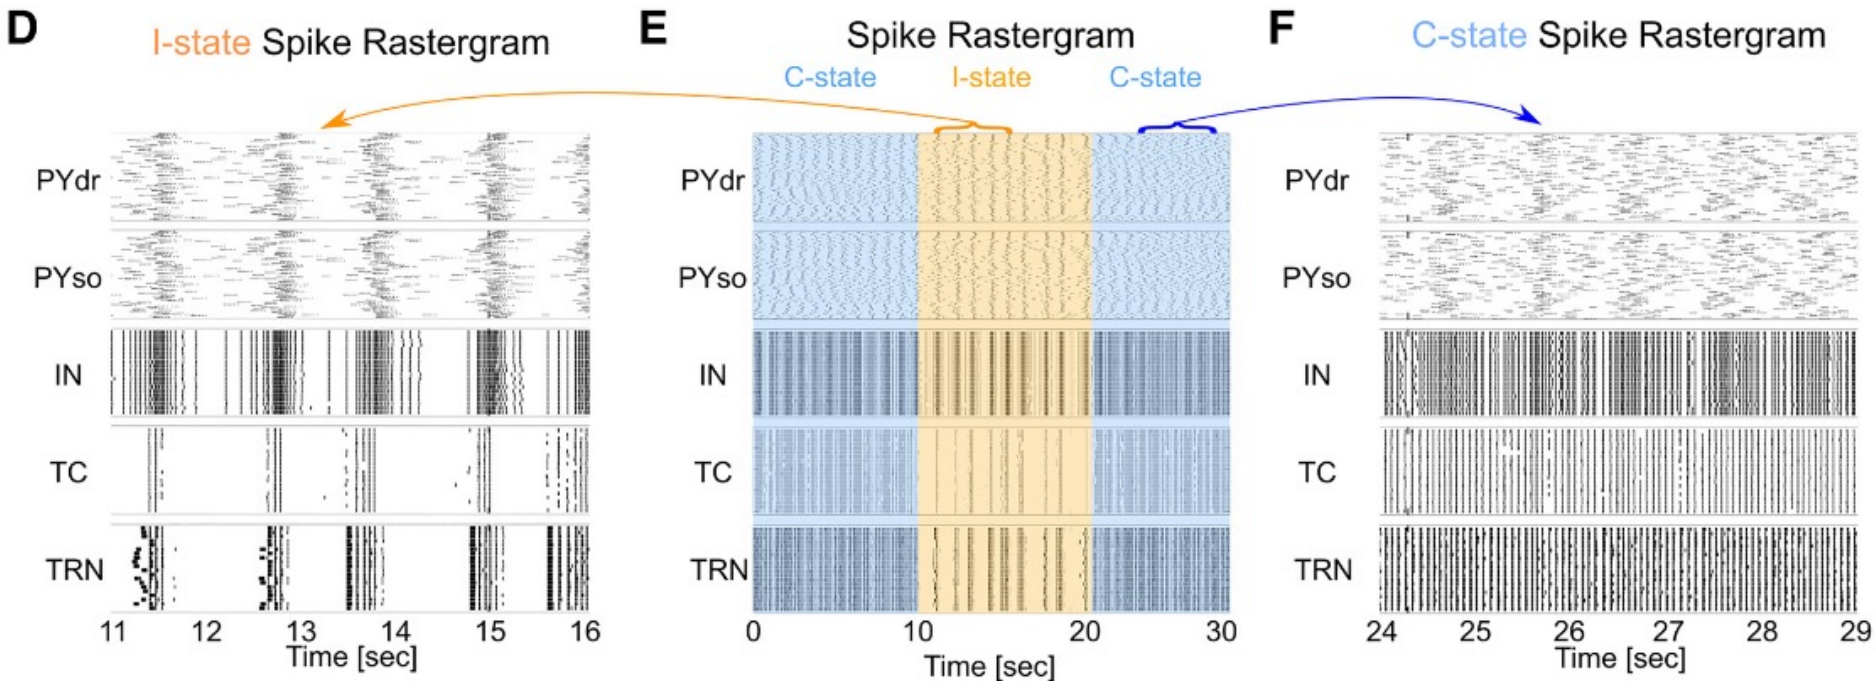 D
I-state Spike Rastergram
PYdr
PYso
IN
TC
TRN
11 12 13 14 15 16
Time [sec]
E
Spike Rastergram
C-state I-state C-state
PYdr
PYso
IN
TC
TRN
0 10 20 30
Time [sec]
F
C-state Spike Rastergram
PYdr
PYso
IN
TC
TRN
24 25 26 27 28 29
Time [sec]